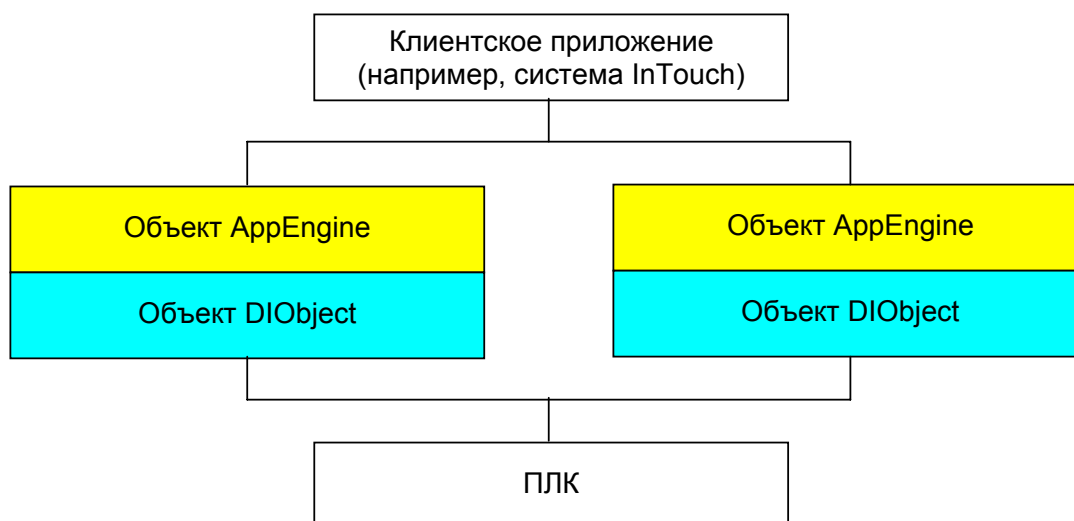 Клиентское приложение
(например, система InTouch)
Объект AppEngine
Объект DIObject
Объект AppEngine
Объект DIObject
ПЛК